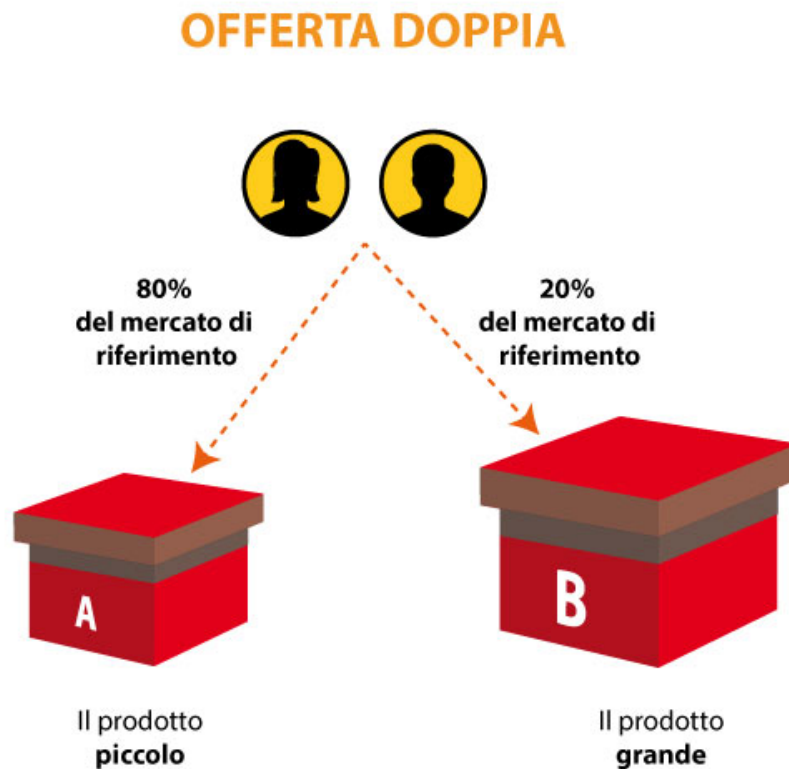 OFFERTA DOPPIA
80%
del mercato di
riferimento
20%
del mercato di
riferimento
A
B
Il prodotto
piccolo
Il prodotto
grande